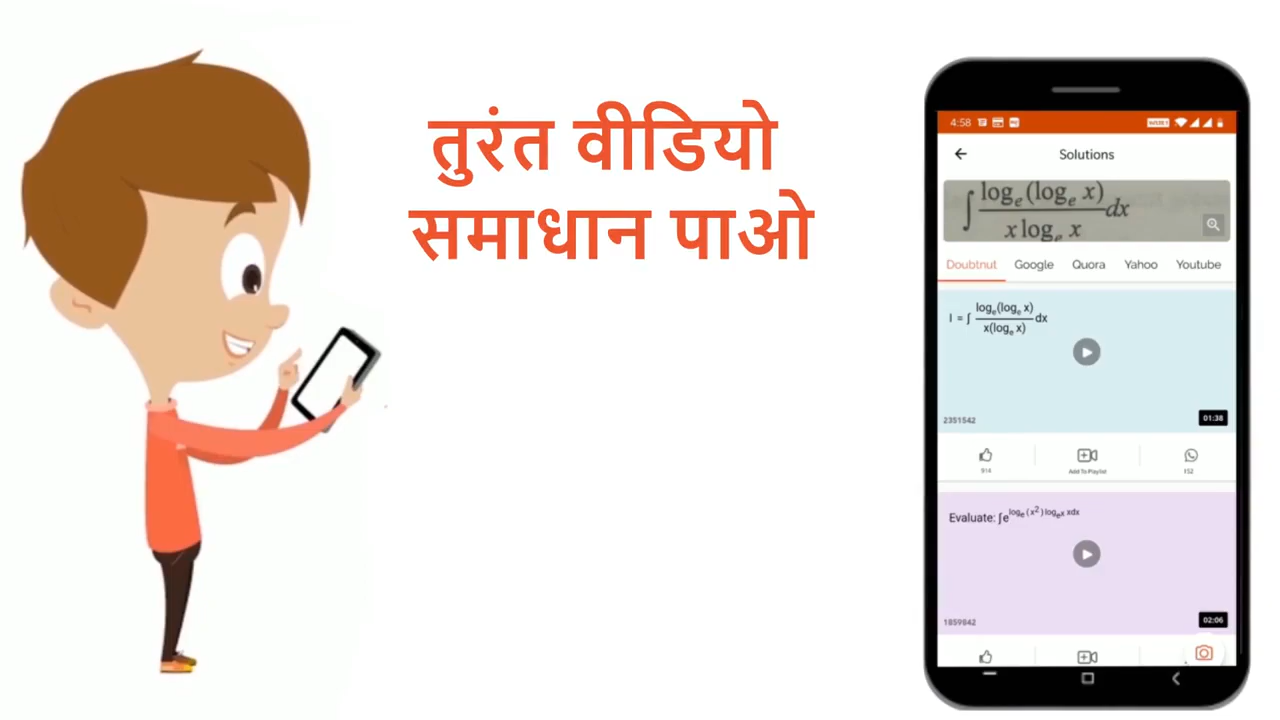 तुरंत वीडियो
समाधान पाओ
4:58
Solutions
∫ logₑ(logₑ x) / x logₑ x dx
Doubtnut Google Quora Yahoo Youtube
I = ∫ logₑ(logₑ x) / x(logₑ x) dx
2351542
01:38
914
Add To Playlist
152
Evaluate: ∫e^logₑ(x²) logₑx xdx
1859842
02:06